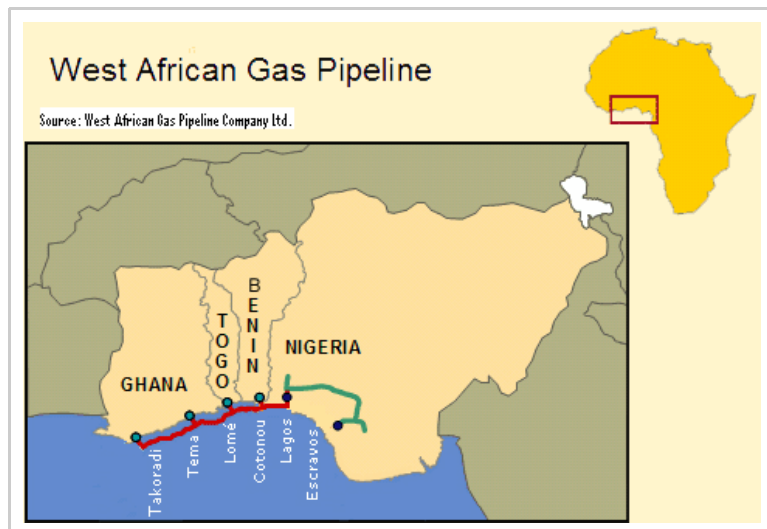 West African Gas Pipeline
Source: West African Gas Pipeline Company Ltd.
GHANA
TOGO
BENIN
NIGERIA
Takoradi
Tema
Lomé
Cotonou
Lagos
Escravos